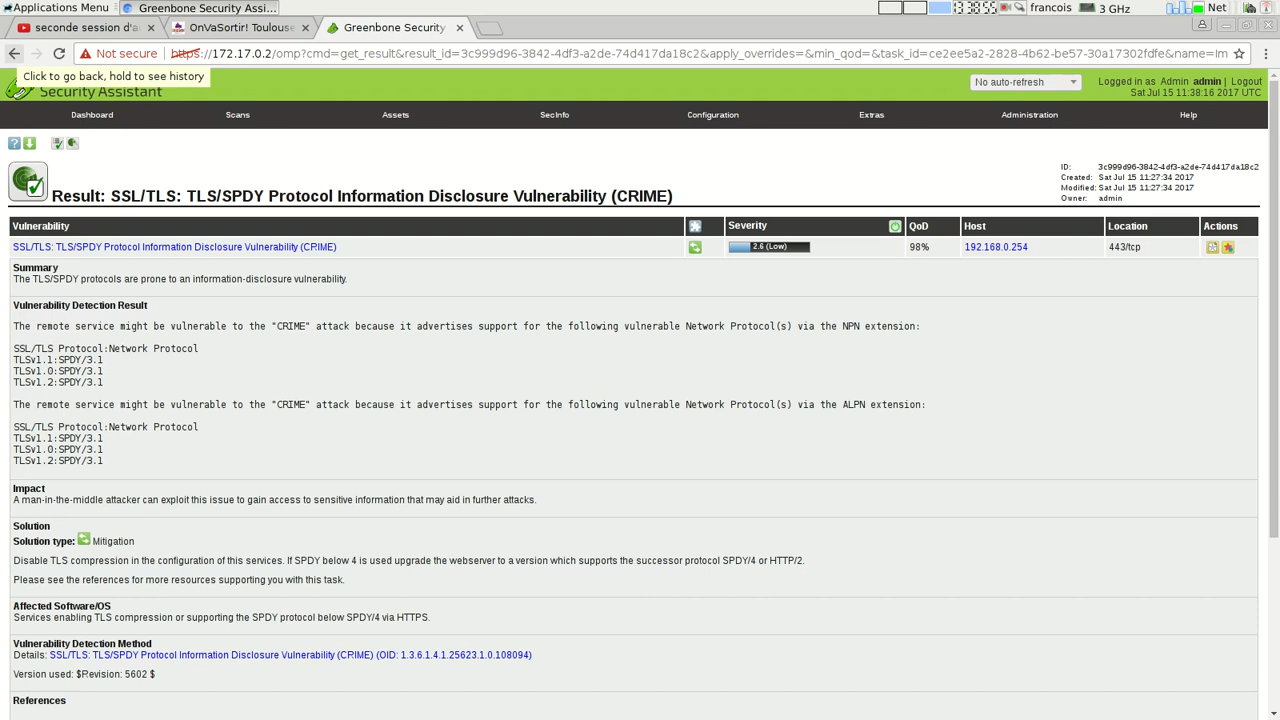 Applications Menu
Greenbone Security Assi...
francois
3 GHz
Net
seconde session d'a
OnVaSortir! Toulouse
Greenbone Security
Not secure
https://172.17.0.2/omp?cmd=get_result&result_id=3c999d96-3842-4df3-a2de-74d417da18c2&apply_overrides=&min_qod=&task_id=ce2ee5a2-2828-4b62-be57-30a17302fdfe&name=Im
Click to go back, hold to see history
Security Assistant
No auto-refresh
Logged in as Admin admin | Logout
Sat Jul 15 11:38:16 2017 UTC
Dashboard
Scans
Assets
SecInfo
Configuration
Extras
Administration
Help
Result: SSL/TLS: TLS/SPDY Protocol Information Disclosure Vulnerability (CRIME)
ID: 3c999d96-3842-4df3-a2de-74d417da18c2
Created: Sat Jul 15 11:27:34 2017
Modified: Sat Jul 15 11:27:34 2017
Owner: admin
Vulnerability Severity QoD Host Location Actions
SSL/TLS: TLS/SPDY Protocol Information Disclosure Vulnerability (CRIME) 2.6 (Low) 98% 192.168.0.254 443/tcp
Summary
The TLS/SPDY protocols are prone to an information-disclosure vulnerability.
Vulnerability Detection Result
The remote service might be vulnerable to the "CRIME" attack because it advertises support for the following vulnerable Network Protocol(s) via the NPN extension:
SSL/TLS Protocol:Network Protocol
TLSv1.1:SPDY/3.1
TLSv1.0:SPDY/3.1
TLSv1.2:SPDY/3.1
The remote service might be vulnerable to the "CRIME" attack because it advertises support for the following vulnerable Network Protocol(s) via the ALPN extension:
SSL/TLS Protocol:Network Protocol
TLSv1.1:SPDY/3.1
TLSv1.0:SPDY/3.1
TLSv1.2:SPDY/3.1
Impact
A man-in-the-middle attacker can exploit this issue to gain access to sensitive information that may aid in further attacks.
Solution
Solution type: Mitigation
Disable TLS compression in the configuration of this services. If SPDY below 4 is used upgrade the webserver to a version which supports the successor protocol SPDY/4 or HTTP/2.
Please see the references for more resources supporting you with this task.
Affected Software/OS
Services enabling TLS compression or supporting the SPDY protocol below SPDY/4 via HTTPS.
Vulnerability Detection Method
Details: SSL/TLS: TLS/SPDY Protocol Information Disclosure Vulnerability (CRIME) (OID: 1.3.6.1.4.1.25623.1.0.108094)
Version used: $Revision: 5602 $
References